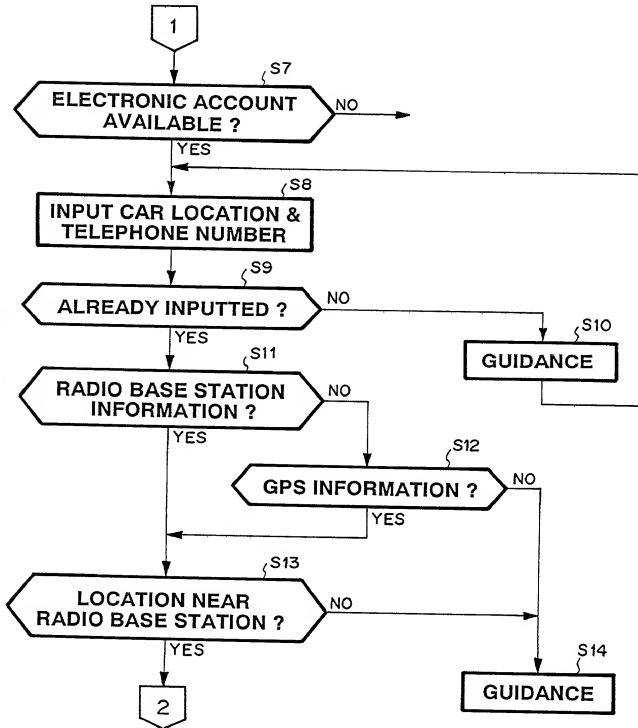 1
S7
ELECTRONIC ACCOUNT
AVAILABLE ?
NO
YES
S8
INPUT CAR LOCATION &
TELEPHONE NUMBER
S9
ALREADY INPUTTED ?
NO
YES
S10
GUIDANCE
S11
RADIO BASE STATION
INFORMATION ?
NO
YES
S12
GPS INFORMATION ?
NO
YES
S13
LOCATION NEAR
RADIO BASE STATION ?
NO
YES
S14
GUIDANCE
2